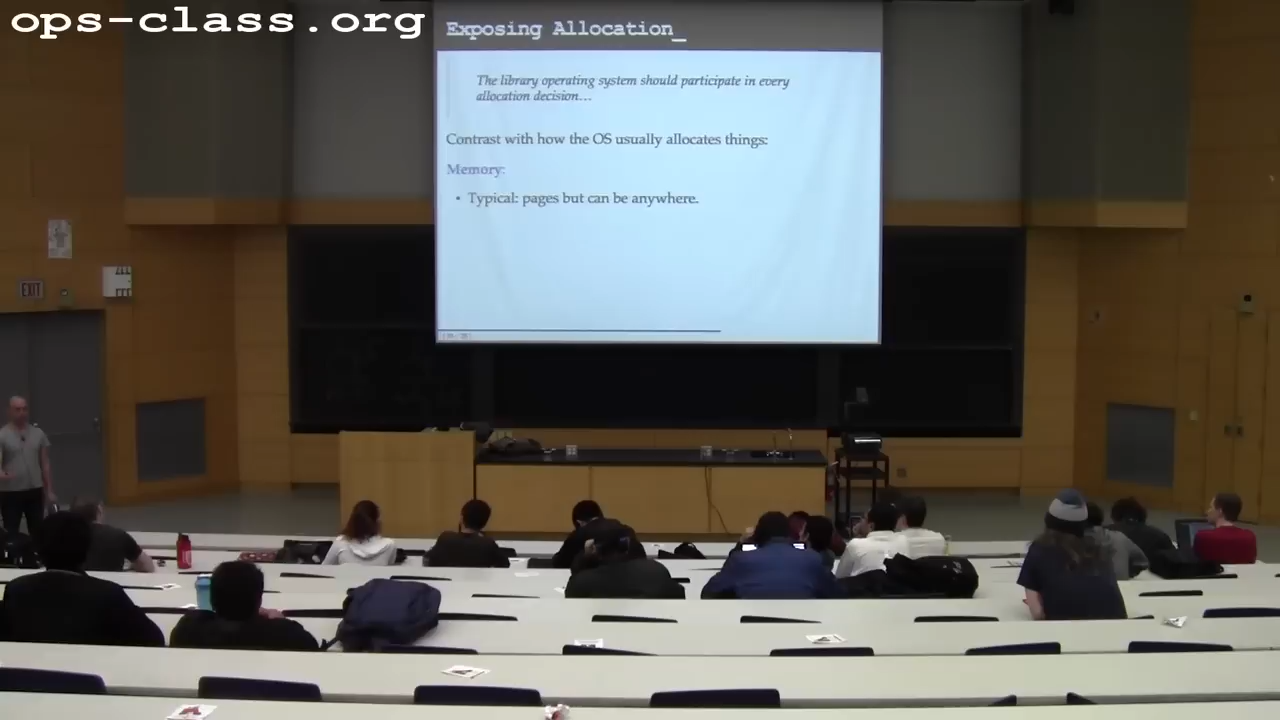 ops-class.org
Exposing Allocation_
The library operating system should participate in every
allocation decision…
Contrast with how the OS usually allocates things:
Memory:
• Typical: pages but can be anywhere.
EXIT